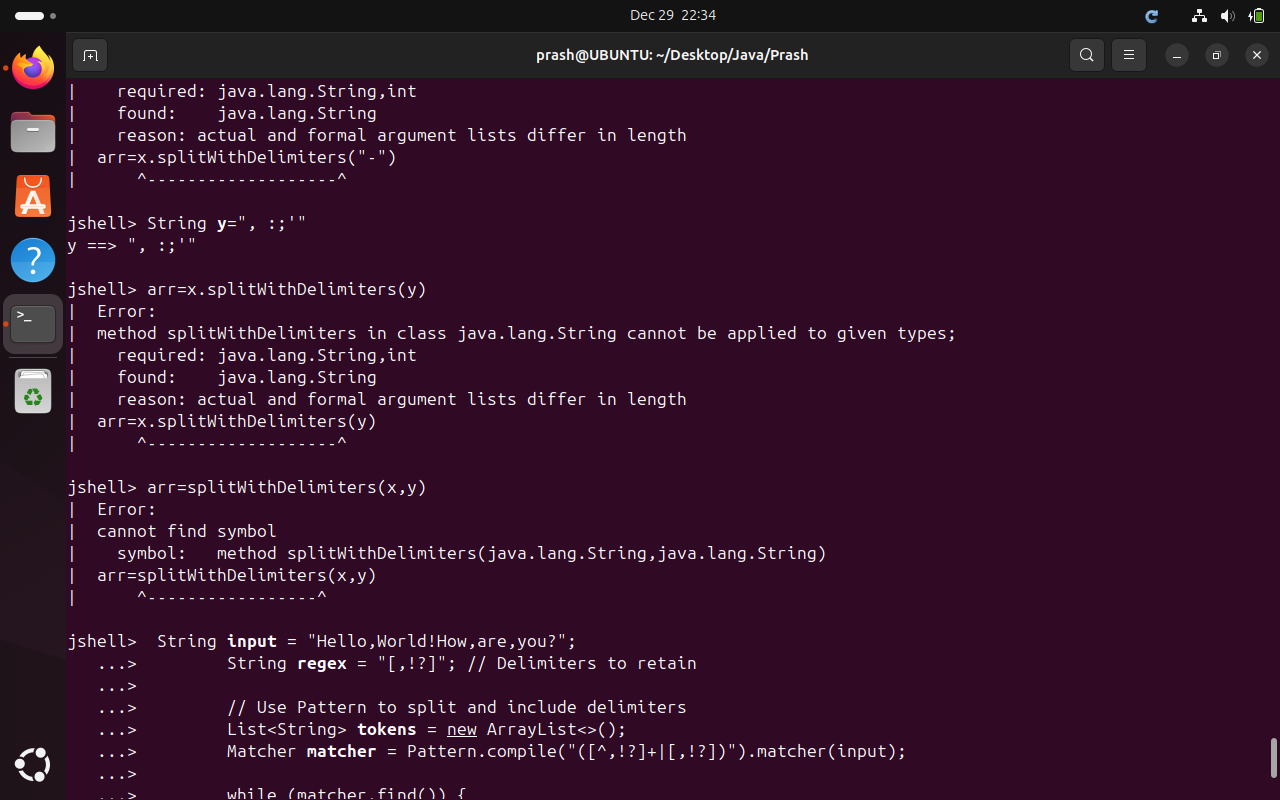 Dec 29 22:34
prash@UBUNTU: ~/Desktop/Java/Prash
|    required: java.lang.String,int
|    found:    java.lang.String
|    reason: actual and formal argument lists differ in length
|  arr=x.splitWithDelimiters("-")
|      ^-------------------^
jshell> String y=", :;'"
y ==> ", :;'"
jshell> arr=x.splitWithDelimiters(y)
|  Error:
|  method splitWithDelimiters in class java.lang.String cannot be applied to given types;
|    required: java.lang.String,int
|    found:    java.lang.String
|    reason: actual and formal argument lists differ in length
|  arr=x.splitWithDelimiters(y)
|      ^-------------------^
jshell> arr=splitWithDelimiters(x,y)
|  Error:
|  cannot find symbol
|    symbol:   method splitWithDelimiters(java.lang.String,java.lang.String)
|  arr=splitWithDelimiters(x,y)
|      ^-----------------^
jshell>  String input = "Hello,World!How,are,you?";
   ...>         String regex = "[,!?]"; // Delimiters to retain
   ...>
   ...>         // Use Pattern to split and include delimiters
   ...>         List<String> tokens = new ArrayList<>();
   ...>         Matcher matcher = Pattern.compile("([^,!?]+|[,!?])").matcher(input);
   ...>
   ...>         while (matcher.find()) {